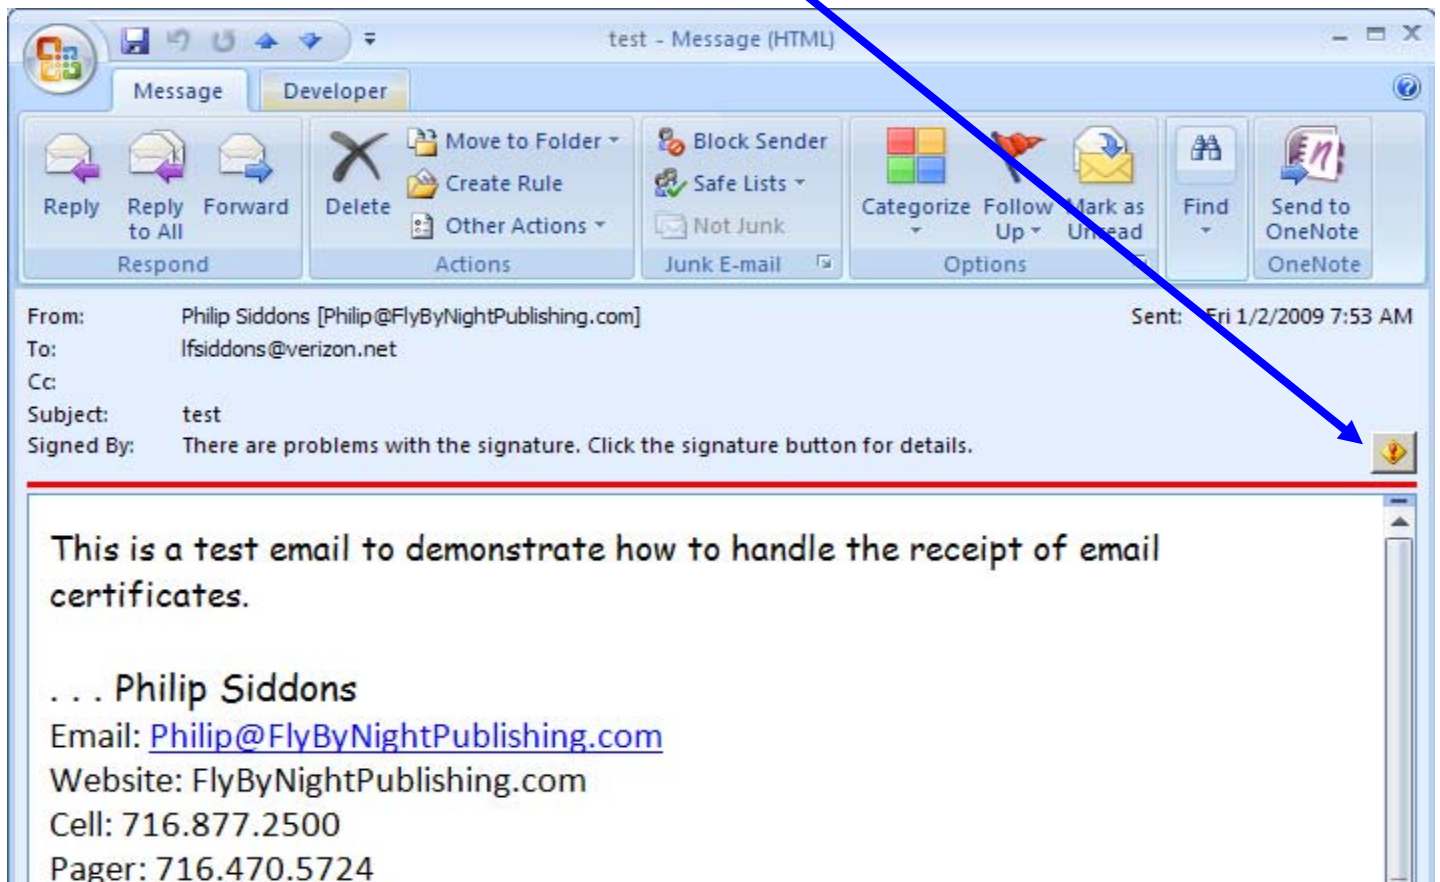 test - Message (HTML)
Message Developer
Reply
Reply to All
Forward
Delete
Move to Folder
Create Rule
Other Actions
Block Sender
Safe Lists
Not Junk
Categorize
Follow Up
Mark as Unread
Find
Send to OneNote
Respond Actions Junk E-mail Options OneNote
From: Philip Siddons [Philip@FlyByNightPublishing.com] Sent: Fri 1/2/2009 7:53 AM
To: lfsiddons@verizon.net
Cc:
Subject: test
Signed By: There are problems with the signature. Click the signature button for details.
This is a test email to demonstrate how to handle the receipt of email
certificates.
. . . Philip Siddons
Email: Philip@FlyByNightPublishing.com
Website: FlyByNightPublishing.com
Cell: 716.877.2500
Pager: 716.470.5724